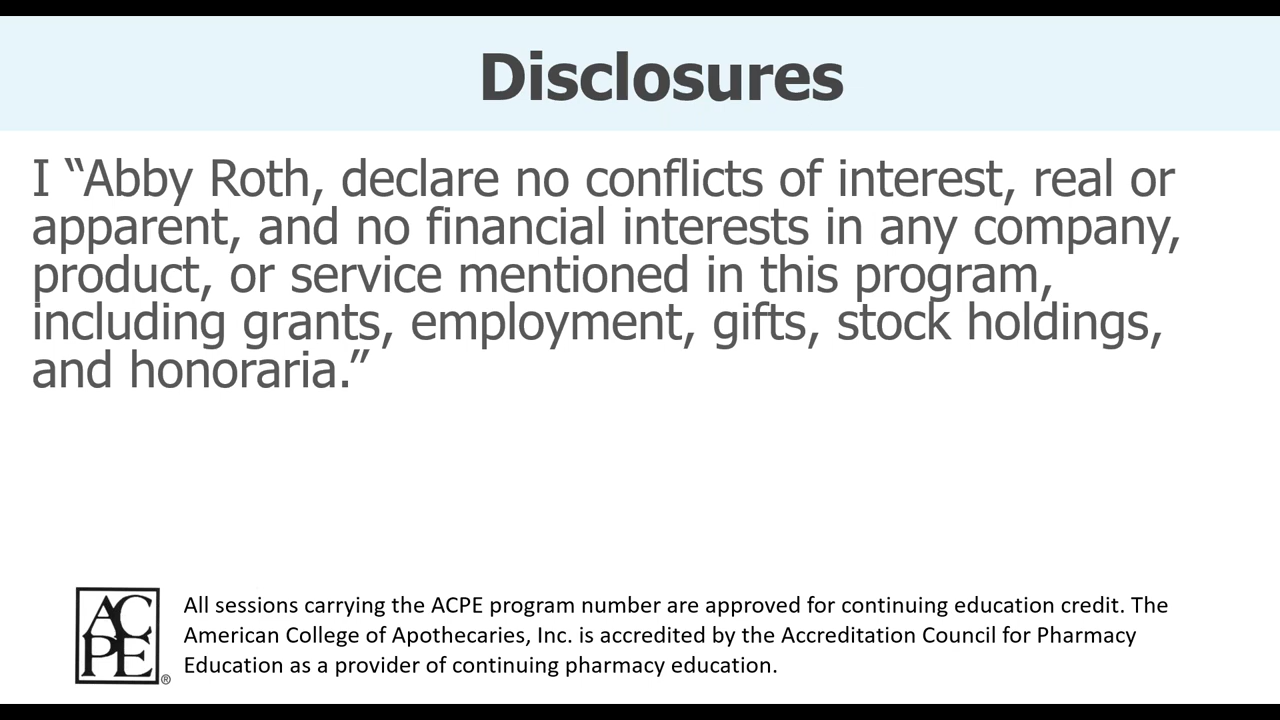 Disclosures
I “Abby Roth, declare no conflicts of interest, real or
apparent, and no financial interests in any company,
product, or service mentioned in this program,
including grants, employment, gifts, stock holdings,
and honoraria.”
AC
PE
®
All sessions carrying the ACPE program number are approved for continuing education credit. The
American College of Apothecaries, Inc. is accredited by the Accreditation Council for Pharmacy
Education as a provider of continuing pharmacy education.